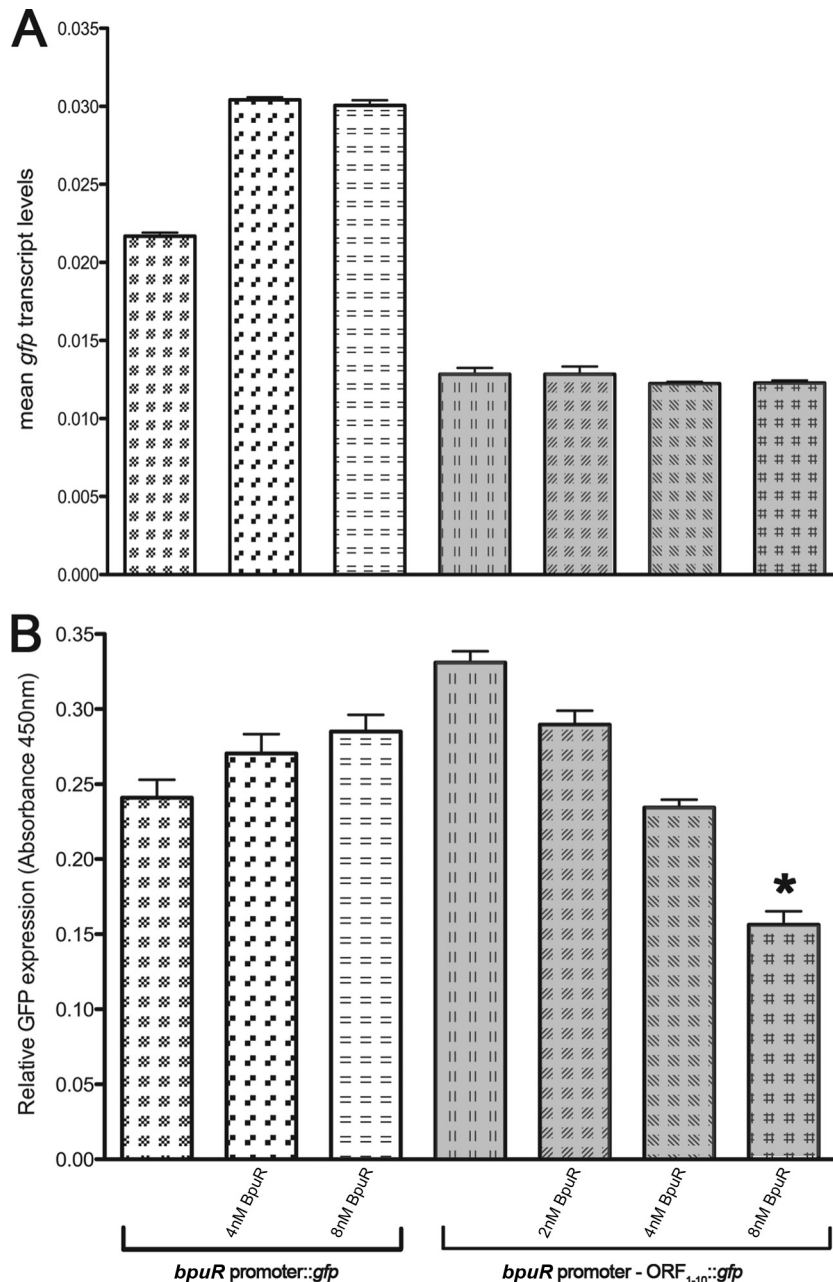 A
0.035
0.030
0.025
0.020
0.015
0.010
0.005
0.000
mean gfp transcript levels
B
0.35
0.30
0.25
0.20
0.15
0.10
0.05
0.00
Relative GFP expression (Absorbance 450nm)
*
4nM BpuR
8nM BpuR
2nM BpuR
4nM BpuR
8nM BpuR
bpuR promoter::gfp
bpuR promoter - ORF1-10::gfp